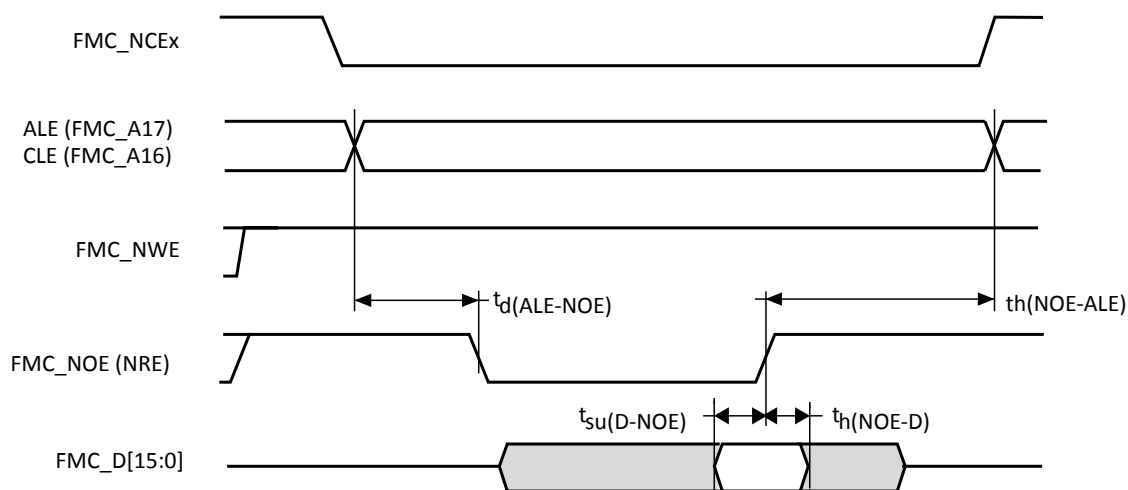 FMC_NCEx
ALE (FMC_A17)
CLE (FMC_A16)
FMC_NWE
td(ALE-NOE)
th(NOE-ALE)
FMC_NOE (NRE)
tsu(D-NOE)
th(NOE-D)
FMC_D[15:0]